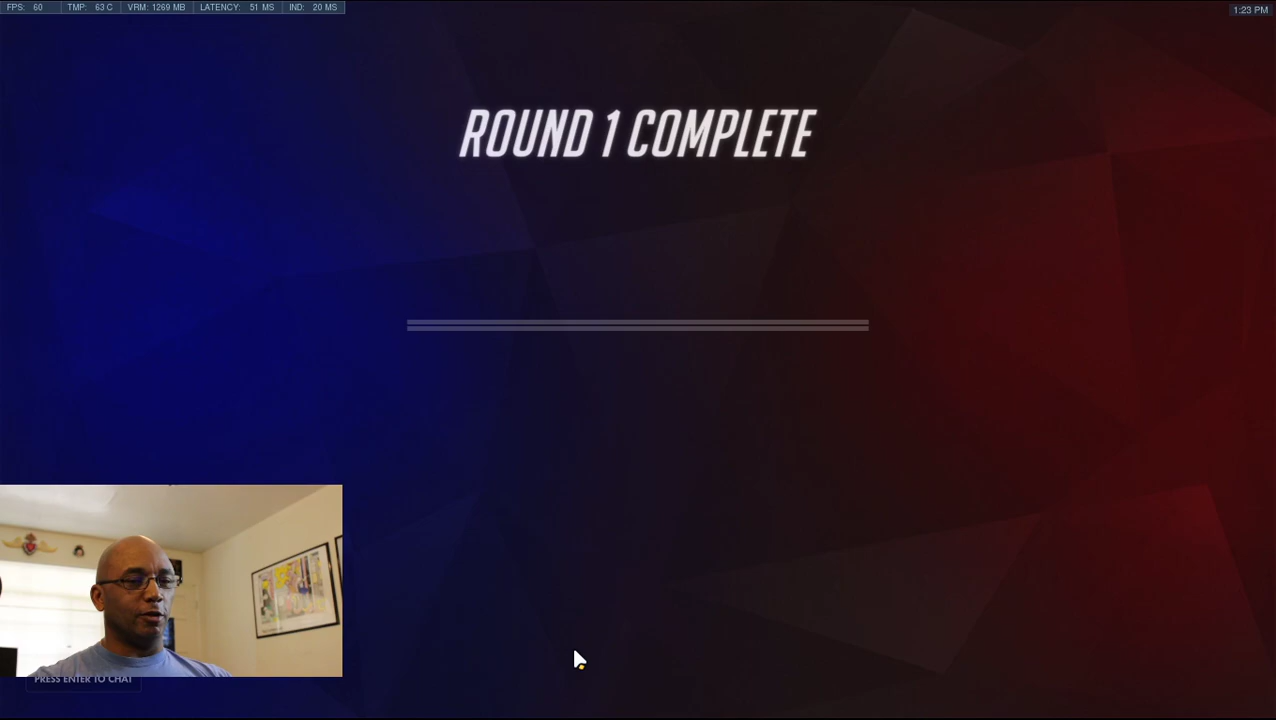 FPS: 60 TMP: 63 C VRM: 1269 MB LATENCY: 51 MS IND: 20 MS
1:23 PM
ROUND 1 COMPLETE
PRESS ENTER TO CHAT